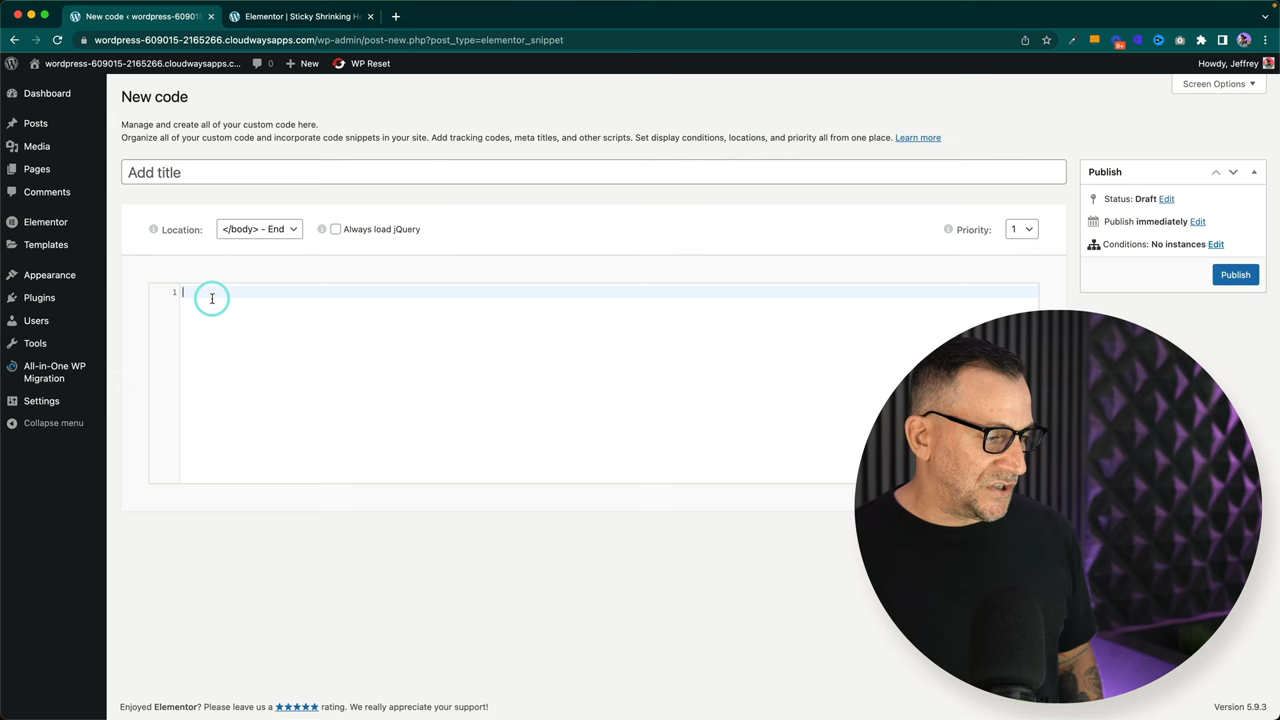 New code ‹ wordpress-609015
Elementor | Sticky Shrinking He
wordpress-609015-2165266.cloudwaysapps.com/wp-admin/post-new.php?post_type=elementor_snippet
9+
wordpress-609015-2165266.cloudwaysapps.c... 0 New WP Reset Howdy, Jeffrey
Screen Options
Dashboard
Posts
Media
Pages
Comments
Elementor
Templates
Appearance
Plugins
Users
Tools
All-in-One WP
Migration
Settings
Collapse menu
New code
Manage and create all of your custom code here.
Organize all of your custom code and incorporate code snippets in your site. Add tracking codes, meta titles, and other scripts. Set display conditions, locations, and priority all from one place. Learn more
Add title
Location: </body> - End Always load jQuery Priority: 1
1
Publish
Status: Draft Edit
Publish immediately Edit
Conditions: No instances Edit
Publish
Enjoyed Elementor? Please leave us a ★★★★★ rating. We really appreciate your support!
Version 5.9.3